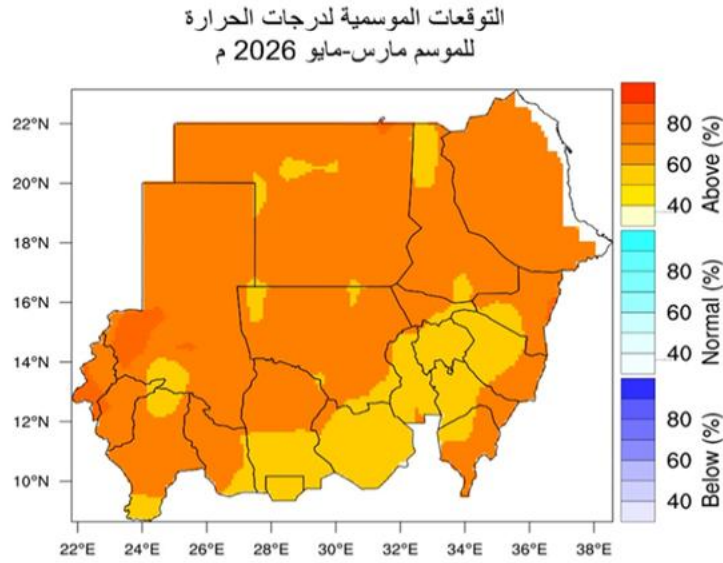 التوقعات الموسمية لدرجات الحرارة
للموسم مارس-مايو 2026 م
22°N
20°N
18°N
16°N
14°N
12°N
10°N
22°E 24°E 26°E 28°E 30°E 32°E 34°E 36°E 38°E
80
60
40
Above (%)
80
60
40
Normal (%)
80
60
40
Below (%)